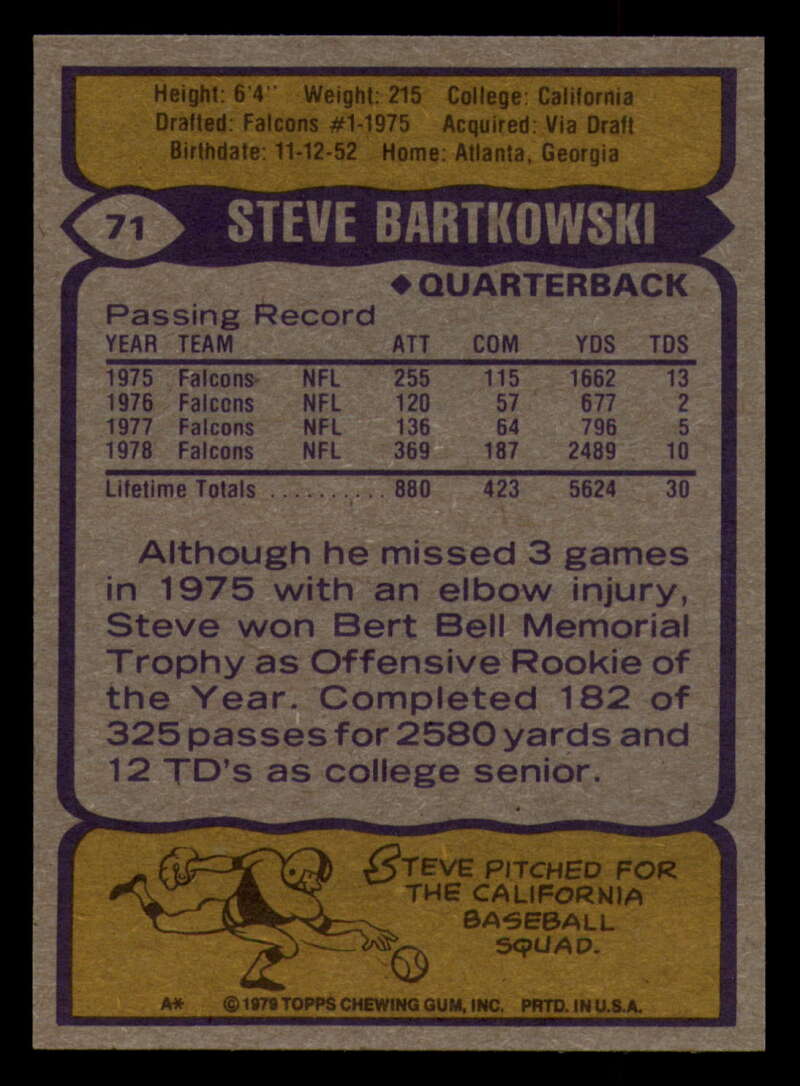 Height: 6'4" Weight: 215 College: California
Drafted: Falcons #1-1975 Acquired: Via Draft
Birthdate: 11-12-52 Home: Atlanta, Georgia
71 STEVE BARTKOWSKI
◆ QUARTERBACK
Passing Record
YEAR TEAM ATT COM YDS TDS
1975 Falcons NFL 255 115 1662 13
1976 Falcons NFL 120 57 677 2
1977 Falcons NFL 136 64 796 5
1978 Falcons NFL 369 187 2489 10
Lifetime Totals .......... 880 423 5624 30
Although he missed 3 games
in 1975 with an elbow injury,
Steve won Bert Bell Memorial
Trophy as Offensive Rookie of
the Year. Completed 182 of
325 passes for 2580 yards and
12 TD's as college senior.
STEVE PITCHED FOR
THE CALIFORNIA
BASEBALL
SQUAD.
A* © 1979 TOPPS CHEWING GUM, INC. PRTD. IN U.S.A.